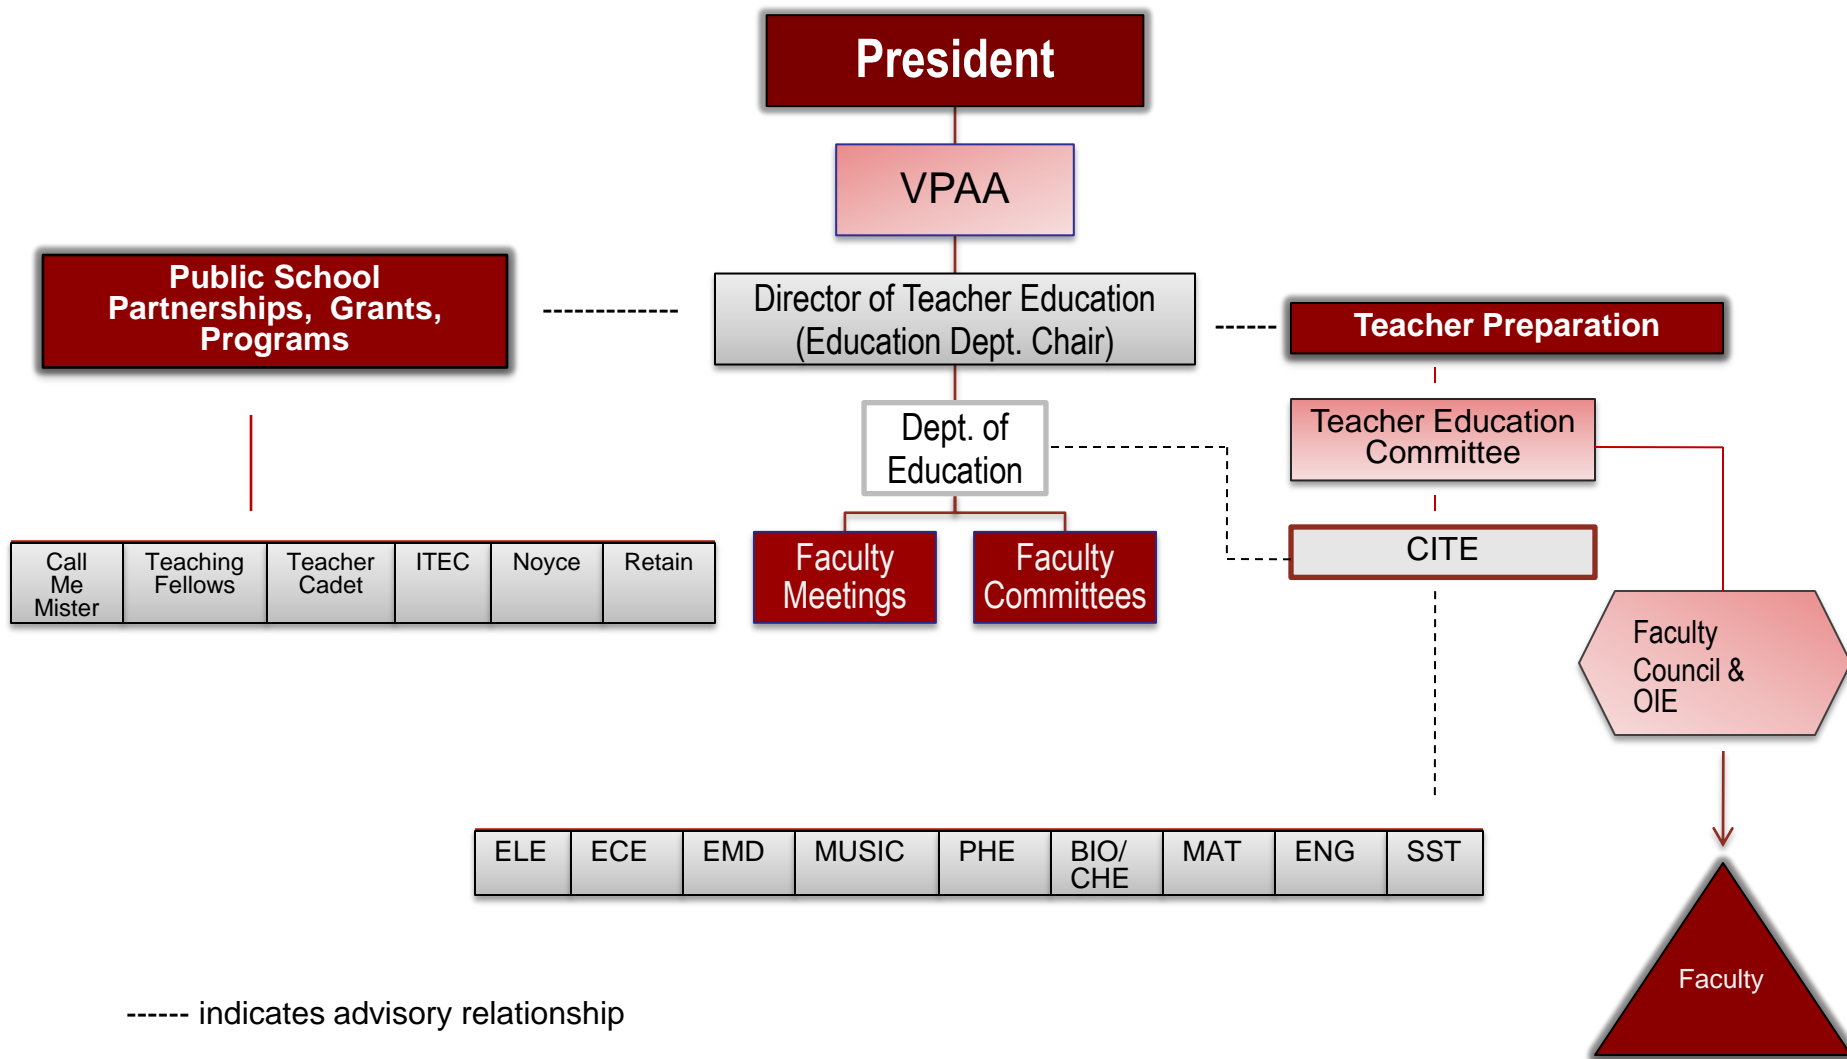 President
VPAA
Public School
Partnerships, Grants,
Programs
Director of Teacher Education
(Education Dept. Chair)
Teacher Preparation
Dept. of
Education
Teacher Education
Committee
Faculty
Meetings
Faculty
Committees
CITE
Call
Me
Mister
Teaching
Fellows
Teacher
Cadet
ITEC
Noyce
Retain
Faculty
Council &
OIE
ELE
ECE
EMD
MUSIC
PHE
BIO/
CHE
MAT
ENG
SST
Faculty
------ indicates advisory relationship